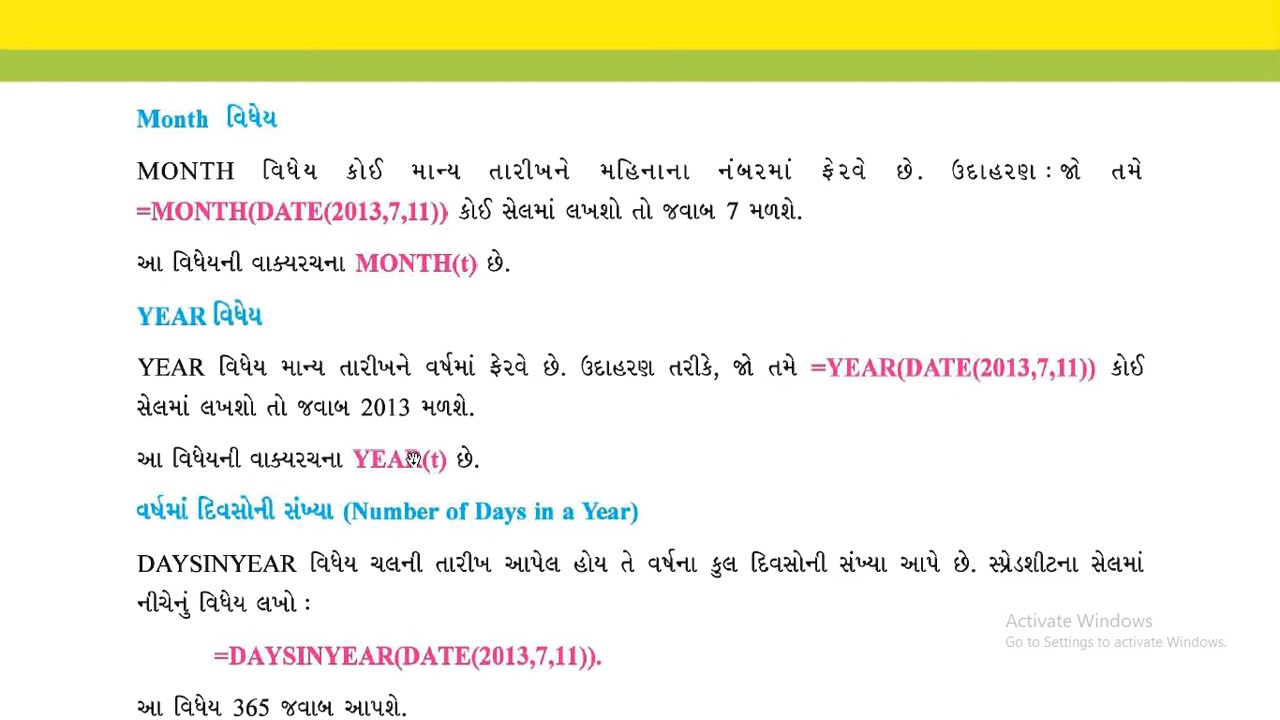 Month વિધેય
MONTH વિધેય કોઈ માન્ય તારીખને મહિનાના નંબરમાં ફેરવે છે. ઉદાહરણ : જો તમે
=MONTH(DATE(2013,7,11)) કોઈ સેલમાં લખશો તો જવાબ 7 મળશે.
આ વિધેયની વાક્યરચના MONTH(t) છે.
YEAR વિધેય
YEAR વિધેય માન્ય તારીખને વર્ષમાં ફેરવે છે. ઉદાહરણ તરીકે, જો તમે =YEAR(DATE(2013,7,11)) કોઈ
સેલમાં લખશો તો જવાબ 2013 મળશે.
આ વિધેયની વાક્યરચના YEAR(t) છે.
વર્ષમાં દિવસોની સંખ્યા (Number of Days in a Year)
DAYSINYEAR વિધેય ચલની તારીખ આપેલ હોય તે વર્ષના કુલ દિવસોની સંખ્યા આપે છે. સ્પ્રેડશીટના સેલમાં
નીચેનું વિધેય લખો :
Activate Windows
Go to Settings to activate Windows.
=DAYSINYEAR(DATE(2013,7,11)).
આ વિધેય 365 જવાબ આપશે.